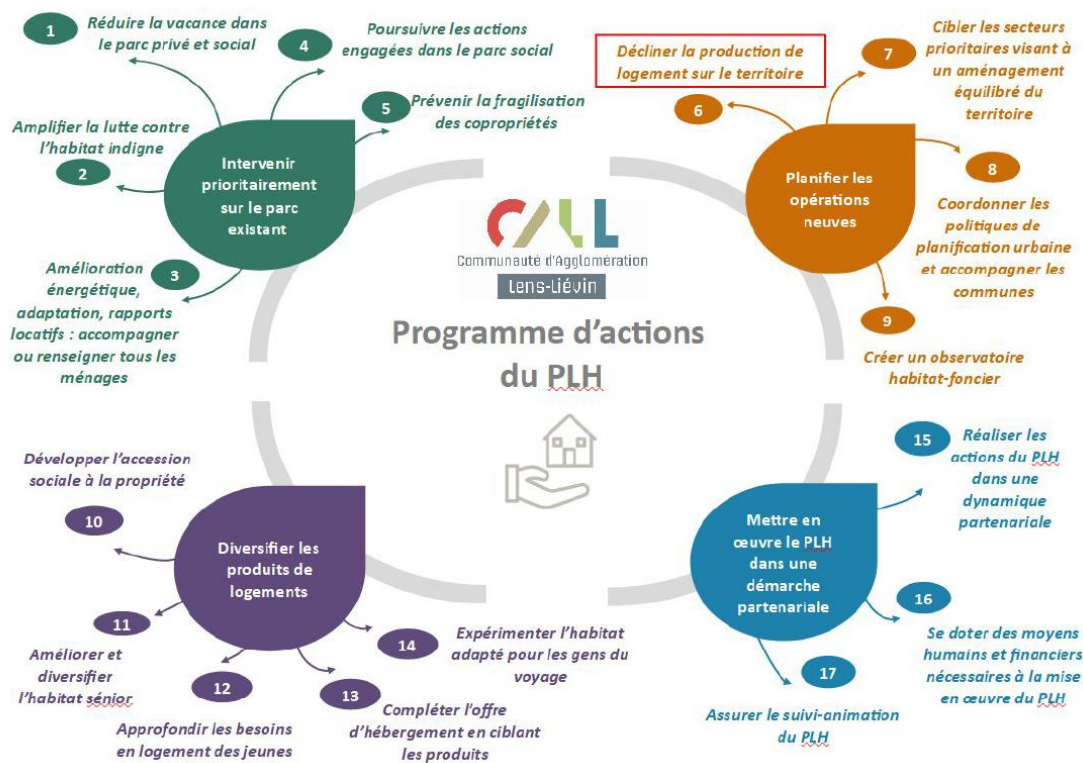 1
Réduire la vacance dans
le parc privé et social
4
Poursuivre les actions
engagées dans le parc social
5
Prévenir la fragilisation
des copropriétés
Amplifier la lutte contre
l'habitat indigne
2
Intervenir
prioritairement
sur le parc
existant
3
Amélioration
énergétique,
adaptation, rapports
locatifs : accompagner
ou renseigner tous les
ménages
Décliner la production de
logement sur le territoire
6
7
Cibler les secteurs
prioritaires visant à
un aménagement
équilibré du
territoire
Planifier les
opérations
neuves
8
Coordonner les
politiques de
planification urbaine
et accompagner les
communes
9
Créer un observatoire
habitat-foncier
CALL
Communauté d'Agglomération
Lens-Liévin
Programme d'actions
du PLH
Développer l'accession
sociale à la propriété
10
Diversifier les
produits de
logements
11
Améliorer et
diversifier
l'habitat sénior
12
Approfondir les besoins
en logement des jeunes
13
Compléter l'offre
d'hébergement en ciblant
les produits
14
Expérimenter l'habitat
adapté pour les gens du
voyage
15
Réaliser les
actions du PLH
dans une
dynamique
partenariale
Mettre en
œuvre le PLH
dans une
démarche
partenariale
16
Se doter des moyens
humains et financiers
nécessaires à la mise
en œuvre du PLH
17
Assurer le suivi-animation
du PLH